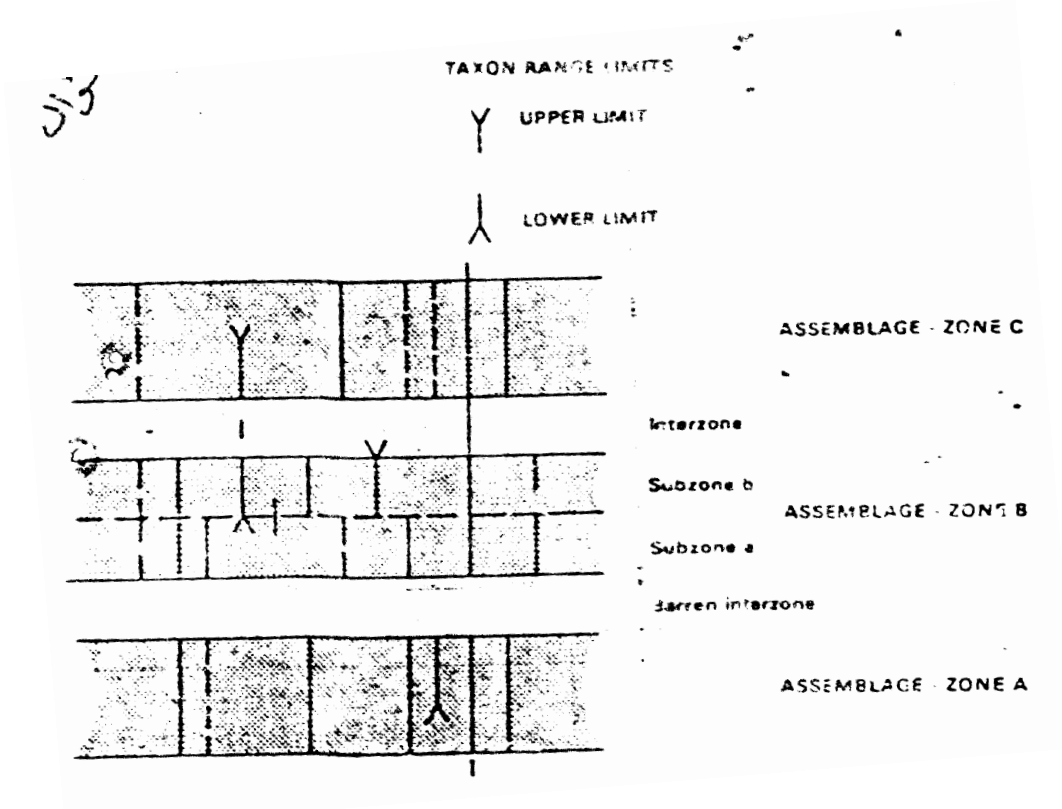 TAXON RANGE LIMITS
UPPER LIMIT
LOWER LIMIT
ASSEMBLAGE - ZONE C
Interzone
Subzone b
ASSEMBLAGE - ZONE B
Subzone a
Barren interzone
ASSEMBLAGE - ZONE A